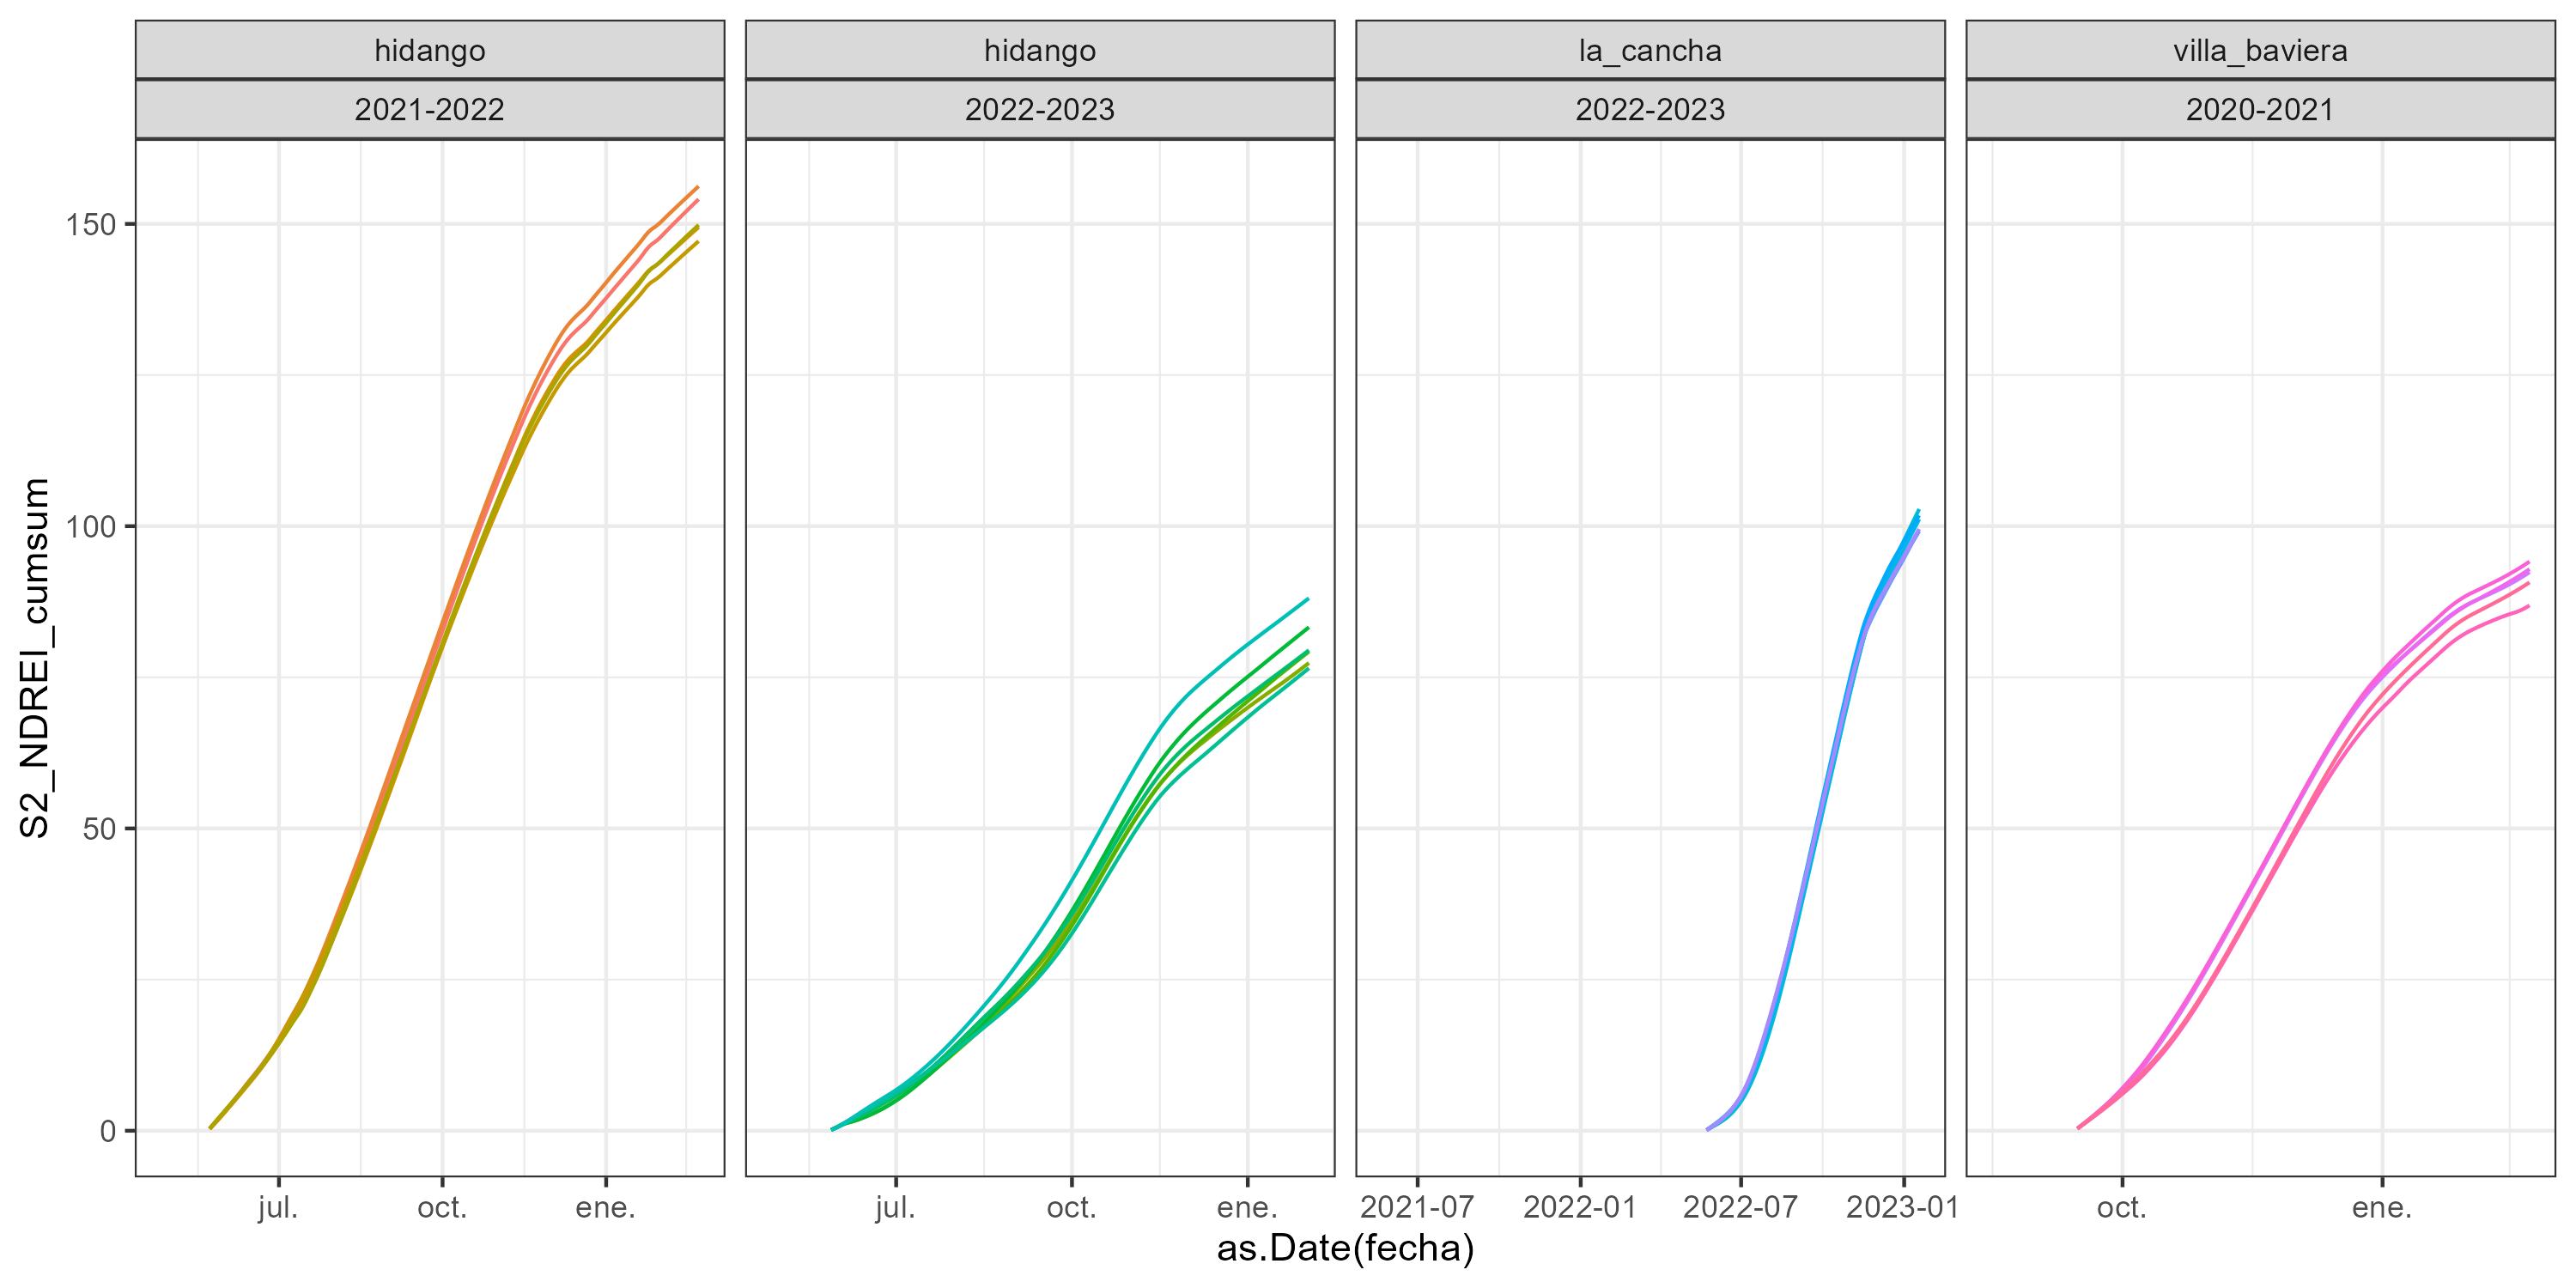 hidango hidango la_cancha villa_baviera
2021-2022 2022-2023 2022-2023 2020-2021
150
100
50
0
S2_NDREI_cumsum
jul. oct. ene. jul. oct. ene. 2021-07 2022-01 2022-07 2023-01 oct. ene.
as.Date(fecha)